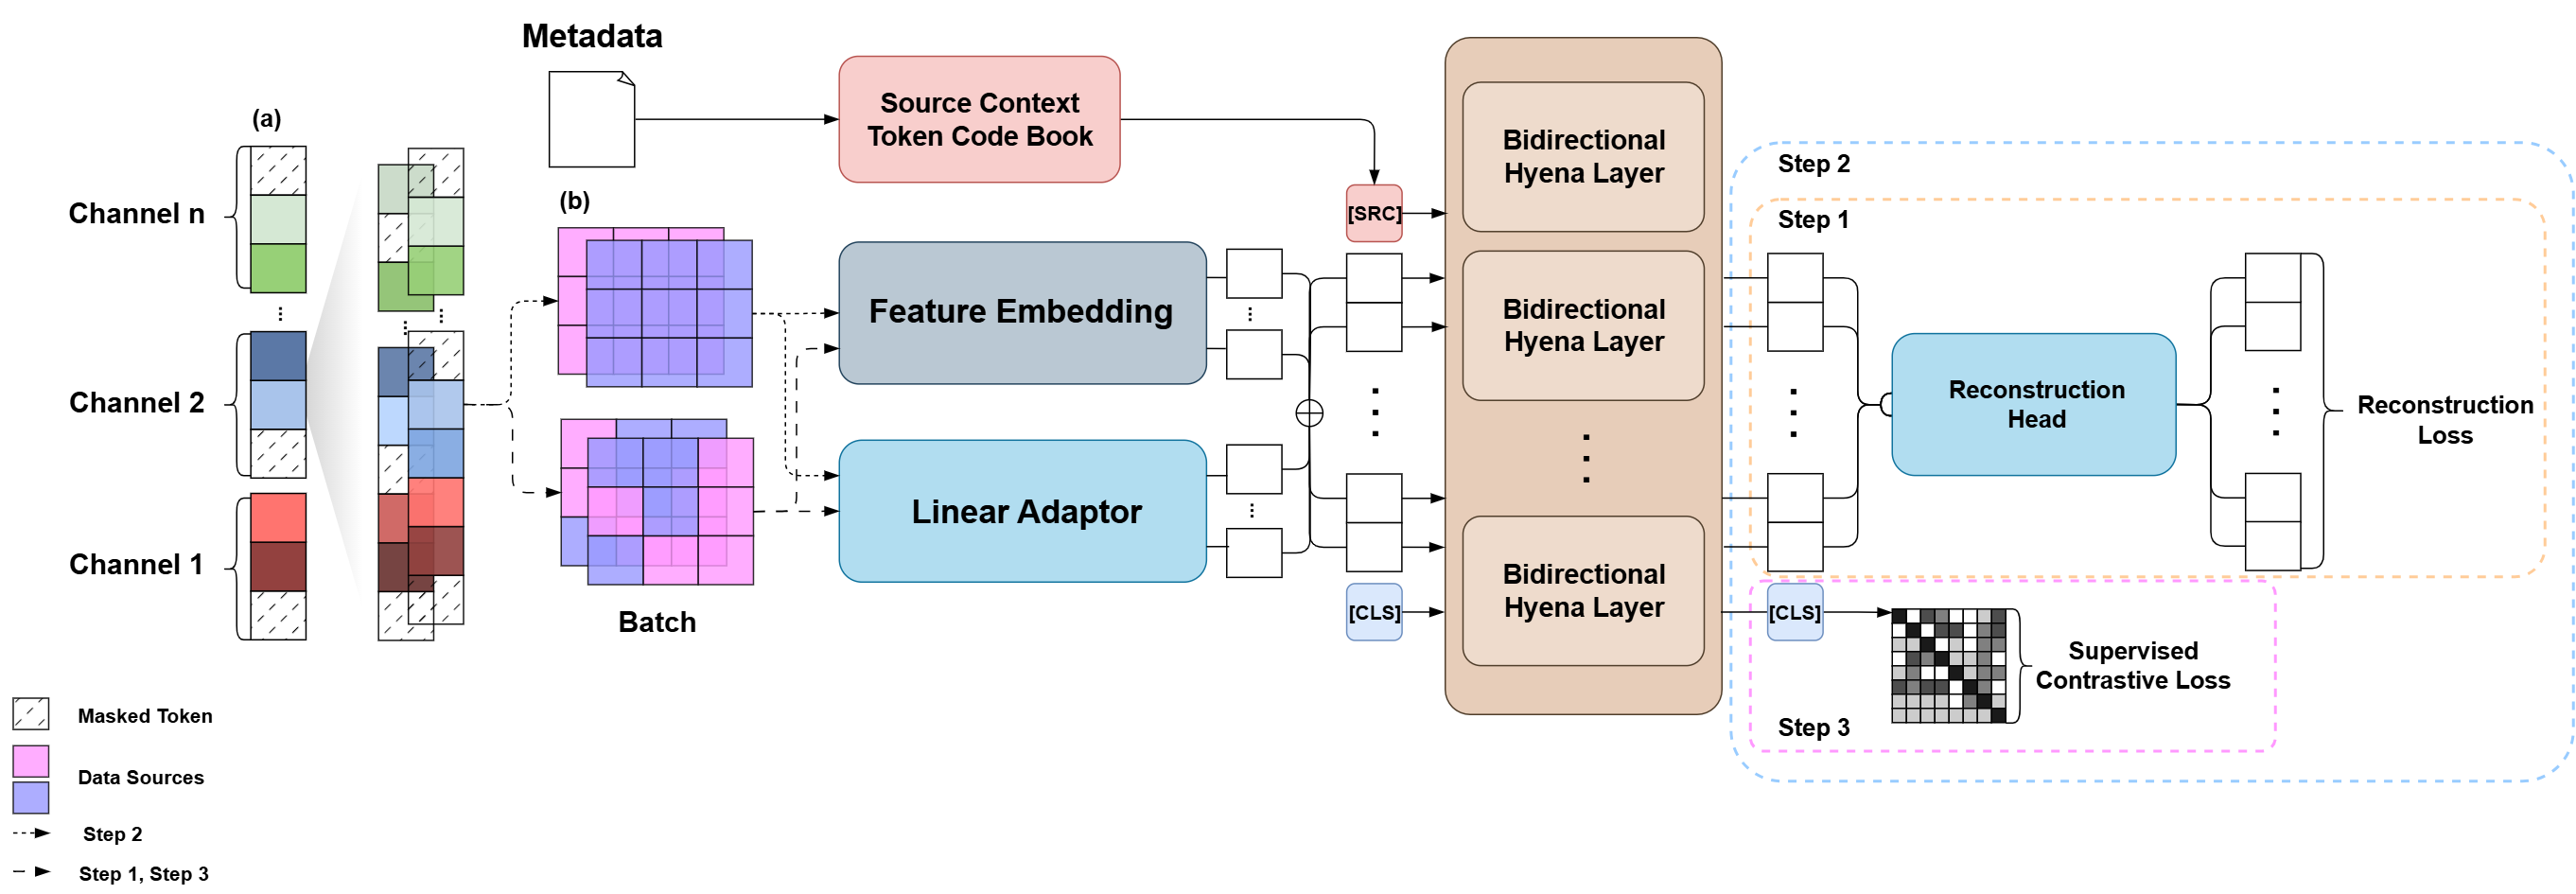 Metadata
(a)
Channel n
Channel 2
Channel 1
(b)
Batch
Source Context
Token Code Book
Feature Embedding
Linear Adaptor
[SRC]
[CLS]
Bidirectional
Hyena Layer
Bidirectional
Hyena Layer
Bidirectional
Hyena Layer
Step 2
Step 1
Reconstruction
Head
Reconstruction
Loss
[CLS]
Supervised
Contrastive Loss
Step 3
Masked Token
Data Sources
Step 2
Step 1, Step 3